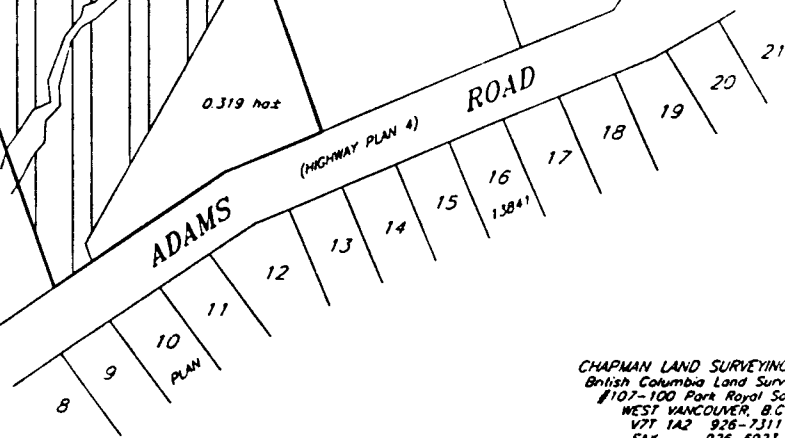 0.319 ha±
ADAMS
(HIGHWAY PLAN 4)
ROAD
8
9
10
PLAN
11
12
13
14
15
16
13841
17
18
19
20
21
CHAPMAN LAND SURVEYING
British Columbia Land Surv
#107-100 Park Royal So
WEST VANCOUVER, B.C
V7T 1A2 926-7311